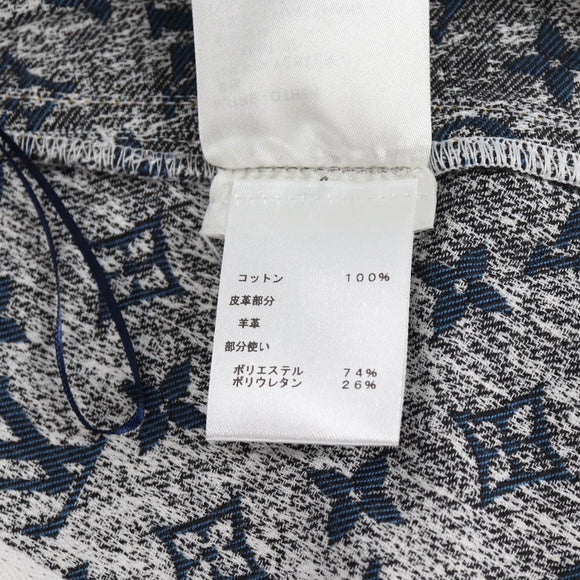 コットン 100%
皮革部分
羊革
部分使い
ポリエステル 74%
ポリウレタン 26%